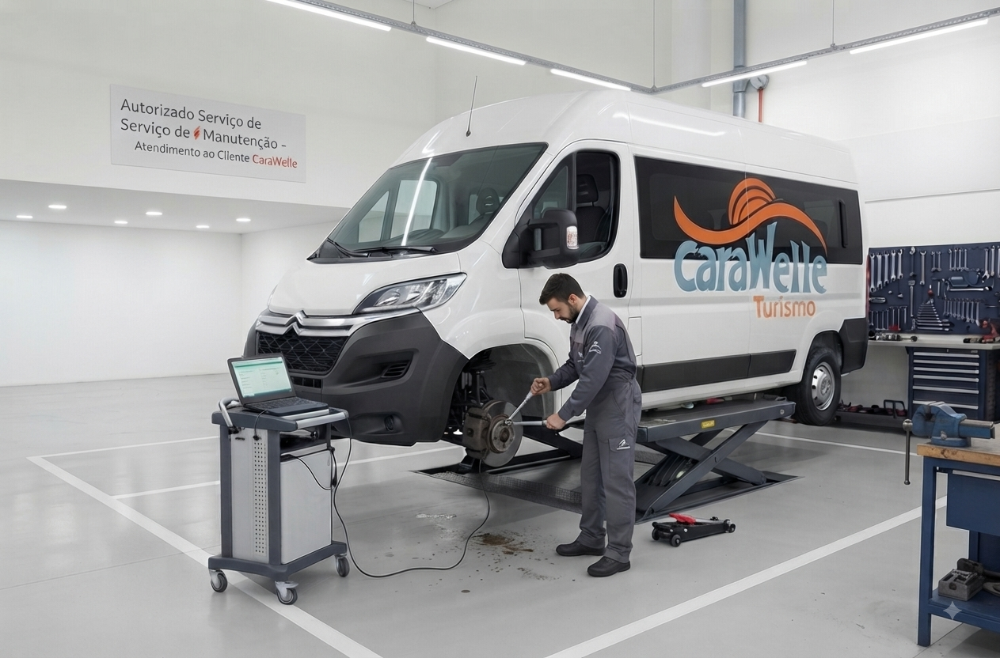 Autorizado Serviço de
Serviço de Manutenção -
Atendimento ao Cliente CaraWelle
CaraWelle
Turismo